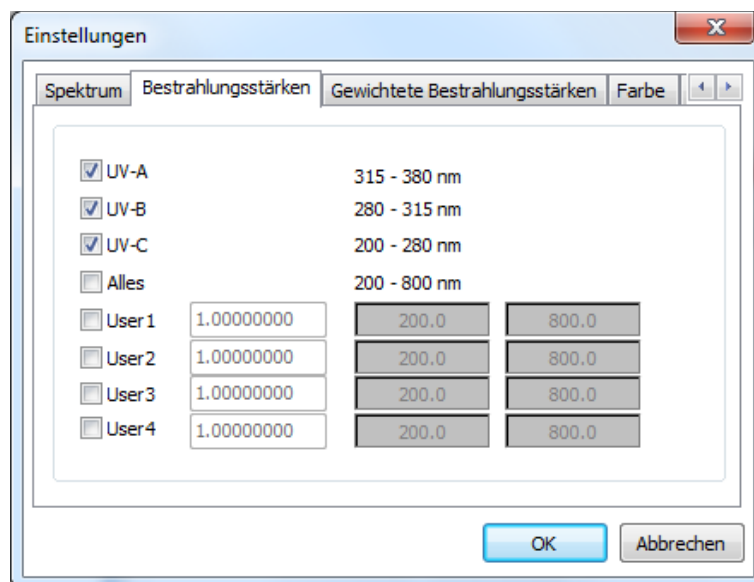 Einstellungen
Spektrum Bestrahlungsstärken Gewichtete Bestrahlungsstärken Farbe
UV-A 315 - 380 nm
UV-B 280 - 315 nm
UV-C 200 - 280 nm
Alles 200 - 800 nm
User1 1.00000000 200.0 800.0
User2 1.00000000 200.0 800.0
User3 1.00000000 200.0 800.0
User4 1.00000000 200.0 800.0
OK Abbrechen